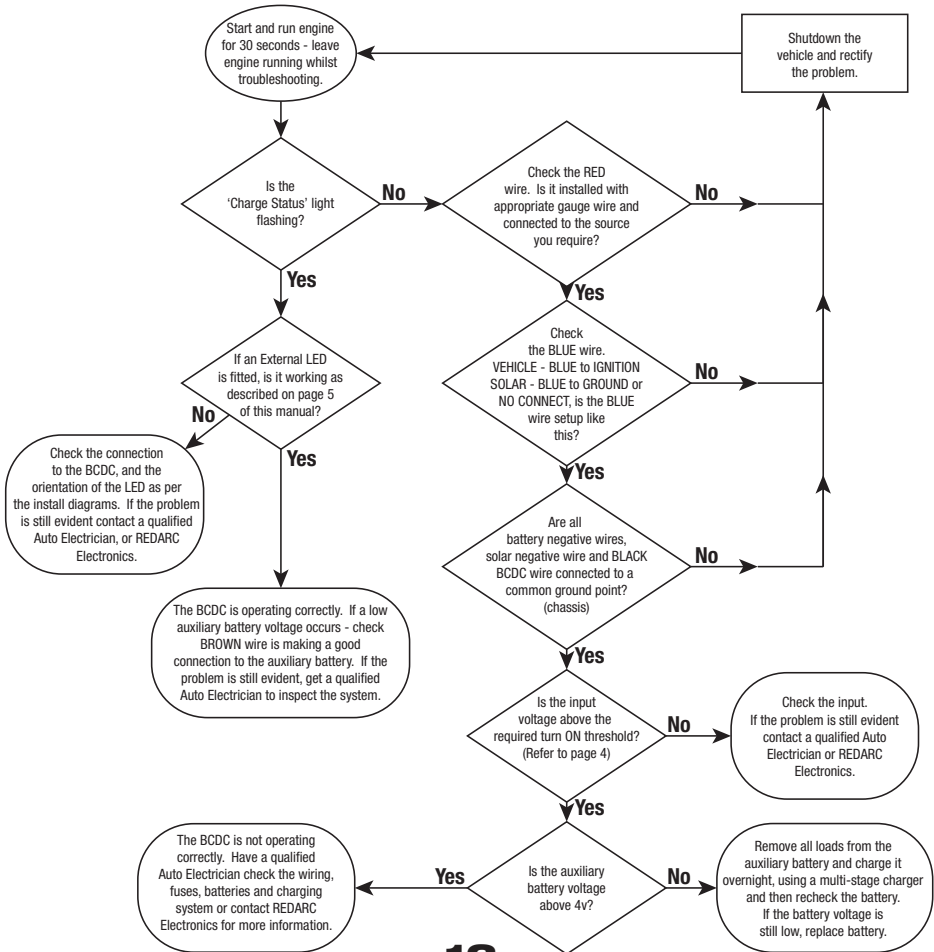 Start and run engine
for 30 seconds - leave
engine running whilst
troubleshooting.
Shutdown the
vehicle and rectify
the problem.
Is the
'Charge Status' light
flashing?
No
Check the RED
wire. Is it installed with
appropriate gauge wire and
connected to the source
you require?
No
Yes
Yes
If an External LED
is fitted, is it working as
described on page 5
of this manual?
No
Yes
Check
the BLUE wire.
VEHICLE - BLUE to IGNITION
SOLAR - BLUE to GROUND or
NO CONNECT, is the BLUE
wire setup like
this?
No
Yes
Check the connection
to the BCDC, and the
orientation of the LED as per
the install diagrams. If the problem
is still evident contact a qualified
Auto Electrician, or REDARC
Electronics.
Are all
battery negative wires,
solar negative wire and BLACK
BCDC wire connected to a
common ground point?
(chassis)
No
Yes
The BCDC is operating correctly. If a low
auxiliary battery voltage occurs - check
BROWN wire is making a good
connection to the auxiliary battery. If the
problem is still evident, get a qualified
Auto Electrician to inspect the system.
Is the input
voltage above the
required turn ON threshold?
(Refer to page 4)
No
Yes
Check the input.
If the problem is still evident
contact a qualified Auto
Electrician or REDARC
Electronics.
The BCDC is not operating
correctly. Have a qualified
Auto Electrician check the wiring,
fuses, batteries and charging
system or contact REDARC
Electronics for more information.
Yes
Is the auxiliary
battery voltage
above 4v?
No
Remove all loads from the
auxiliary battery and charge it
overnight, using a multi-stage charger
and then recheck the battery.
If the battery voltage is
still low, replace battery.